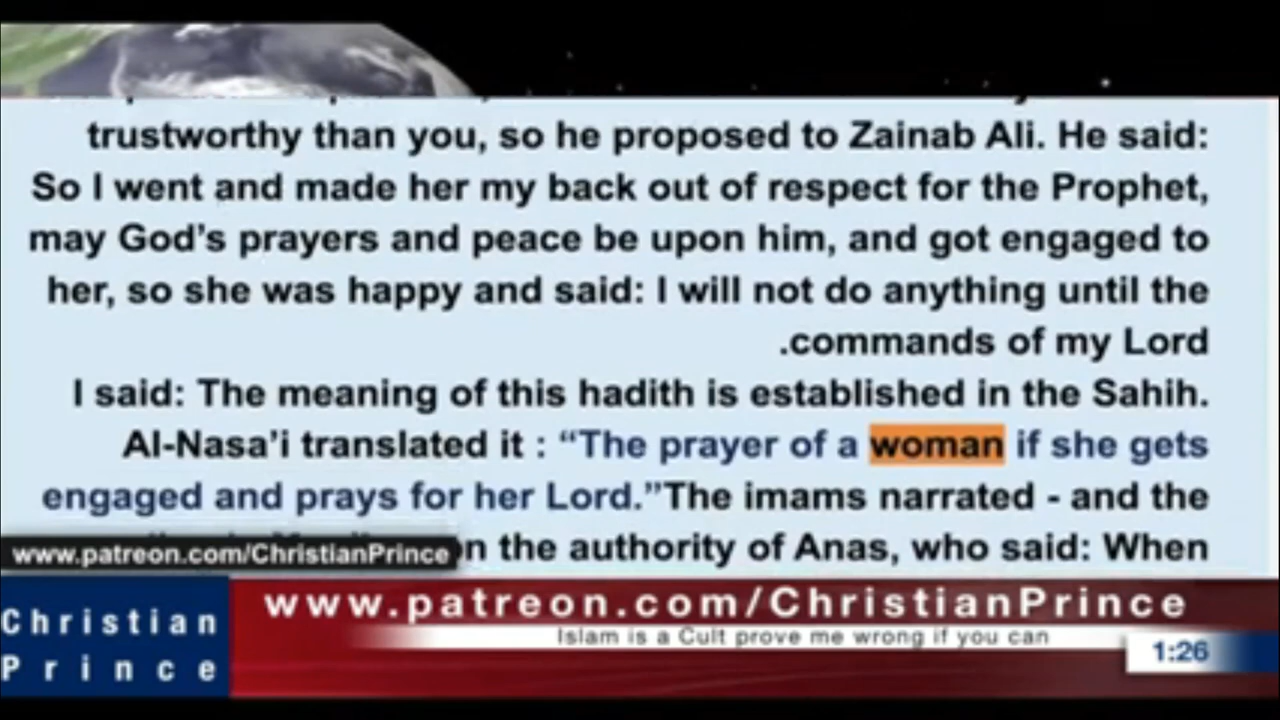 trustworthy than you, so he proposed to Zainab Ali. He said:
So I went and made her my back out of respect for the Prophet,
may God's prayers and peace be upon him, and got engaged to
her, so she was happy and said: I will not do anything until the
.commands of my Lord
I said: The meaning of this hadith is established in the Sahih.
Al-Nasa'i translated it : “The prayer of a woman if she gets
engaged and prays for her Lord.”The imams narrated - and the
on the authority of Anas, who said: When
www.patreon.com/ChristianPrince
www.patreon.com/ChristianPrince
Islam is a Cult prove me wrong if you can
Christian
Prince
1:26